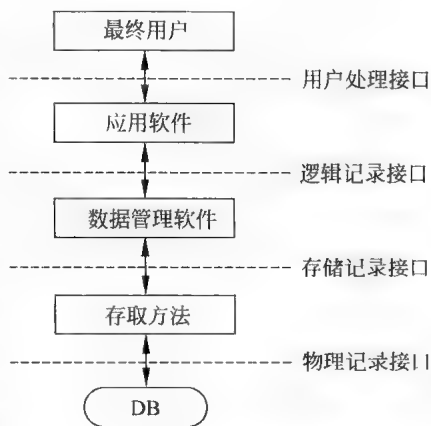 最终用户
用户处理接口
应用软件
逻辑记录接口
数据管理软件
存储记录接口
存取方法
物理记录接口
DB